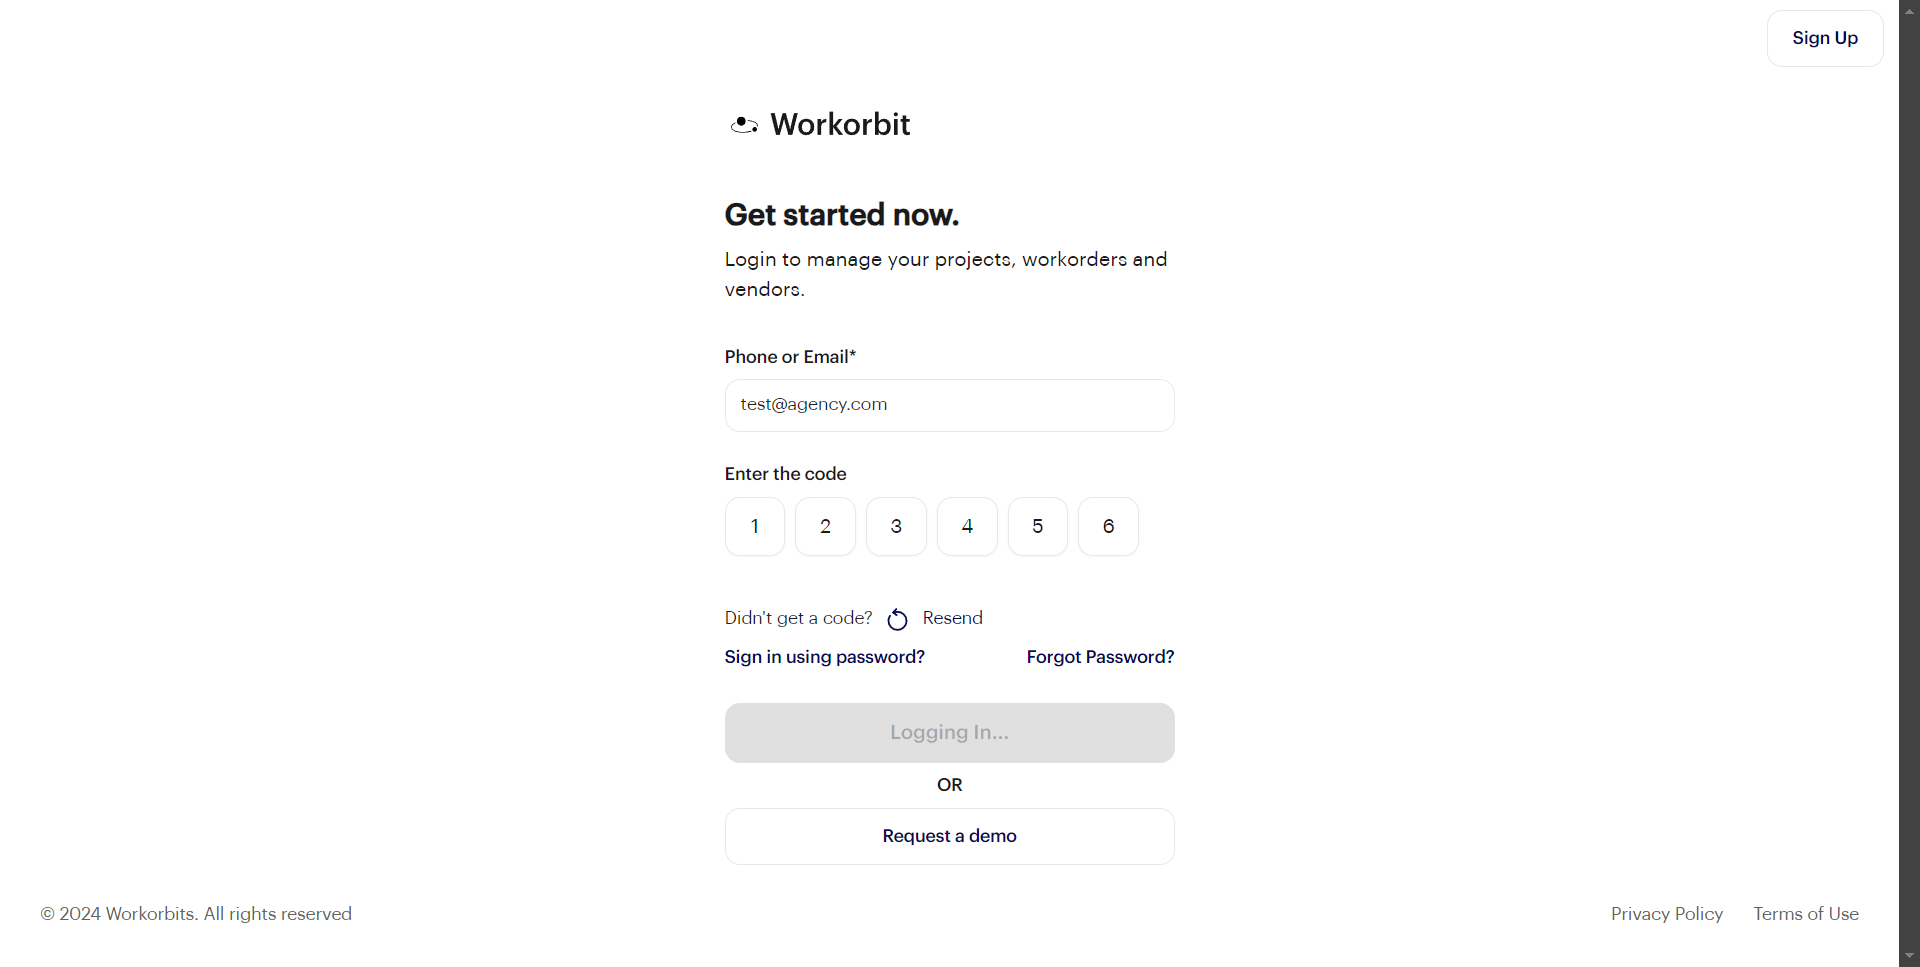 Sign Up
Workorbit
Get started now.
Login to manage your projects, workorders and
vendors.
Phone or Email*
test@agency.com
Enter the code
1 2 3 4 5 6
Didn't get a code? Resend
Sign in using password? Forgot Password?
Logging In...
OR
Request a demo
© 2024 Workorbits. All rights reserved Privacy Policy Terms of Use